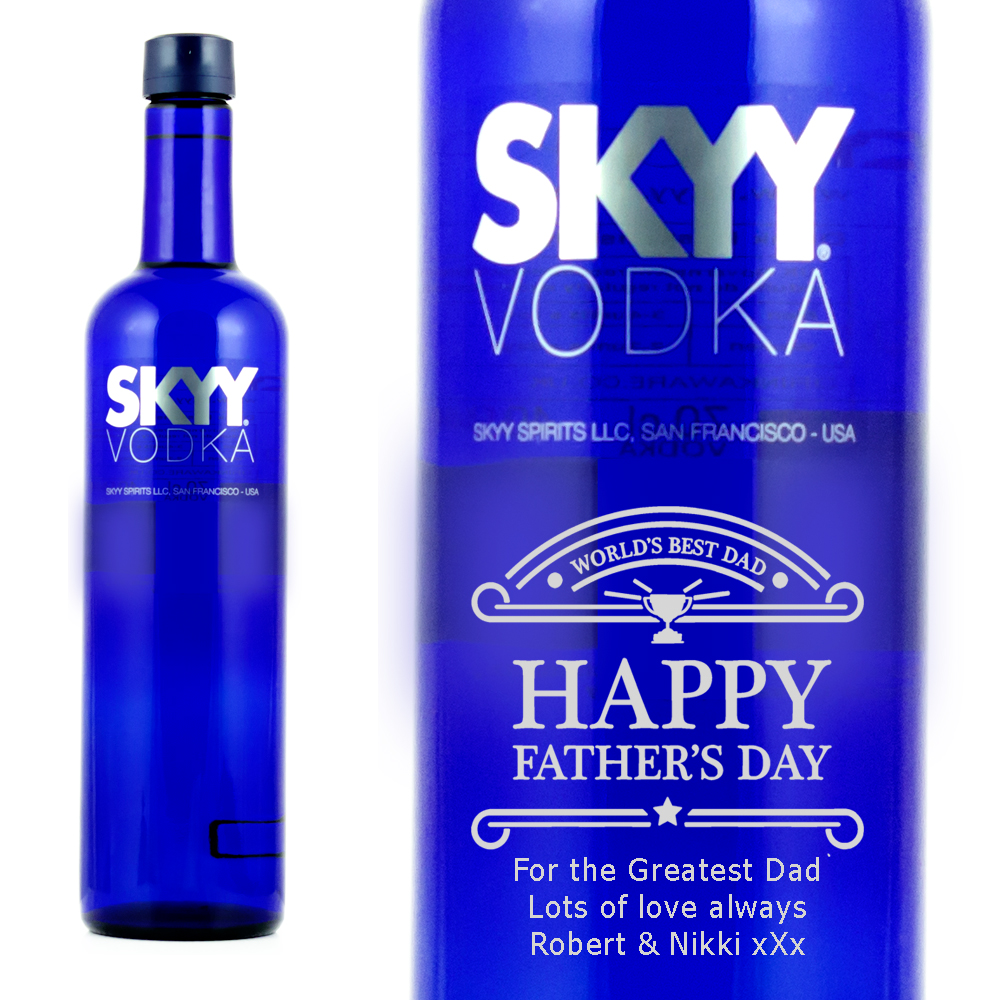 SKYY.
VODKA
SKYY SPIRITS LLC, SAN FRANCISCO - USA
SKYY®
VODKA
SKYY SPIRITS LLC, SAN FRANCISCO - USA
WORLD'S BEST DAD
HAPPY
FATHER'S DAY
For the Greatest Dad
Lots of love always
Robert & Nikki xXx